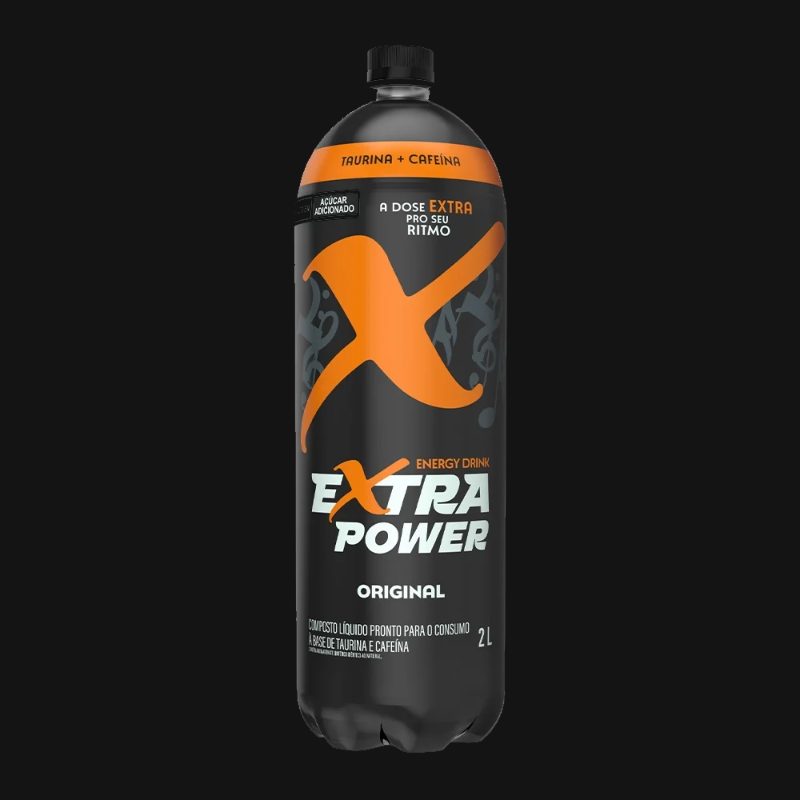 TAURINA + CAFEÍNA
AÇÚCAR
ADICIONADO
A DOSE EXTRA
PRO SEU
RITMO
ENERGY DRINK
EXTRA
POWER
ORIGINAL
COMPOSTO LÍQUIDO PRONTO PARA O CONSUMO
À BASE DE TAURINA E CAFEÍNA
2 L